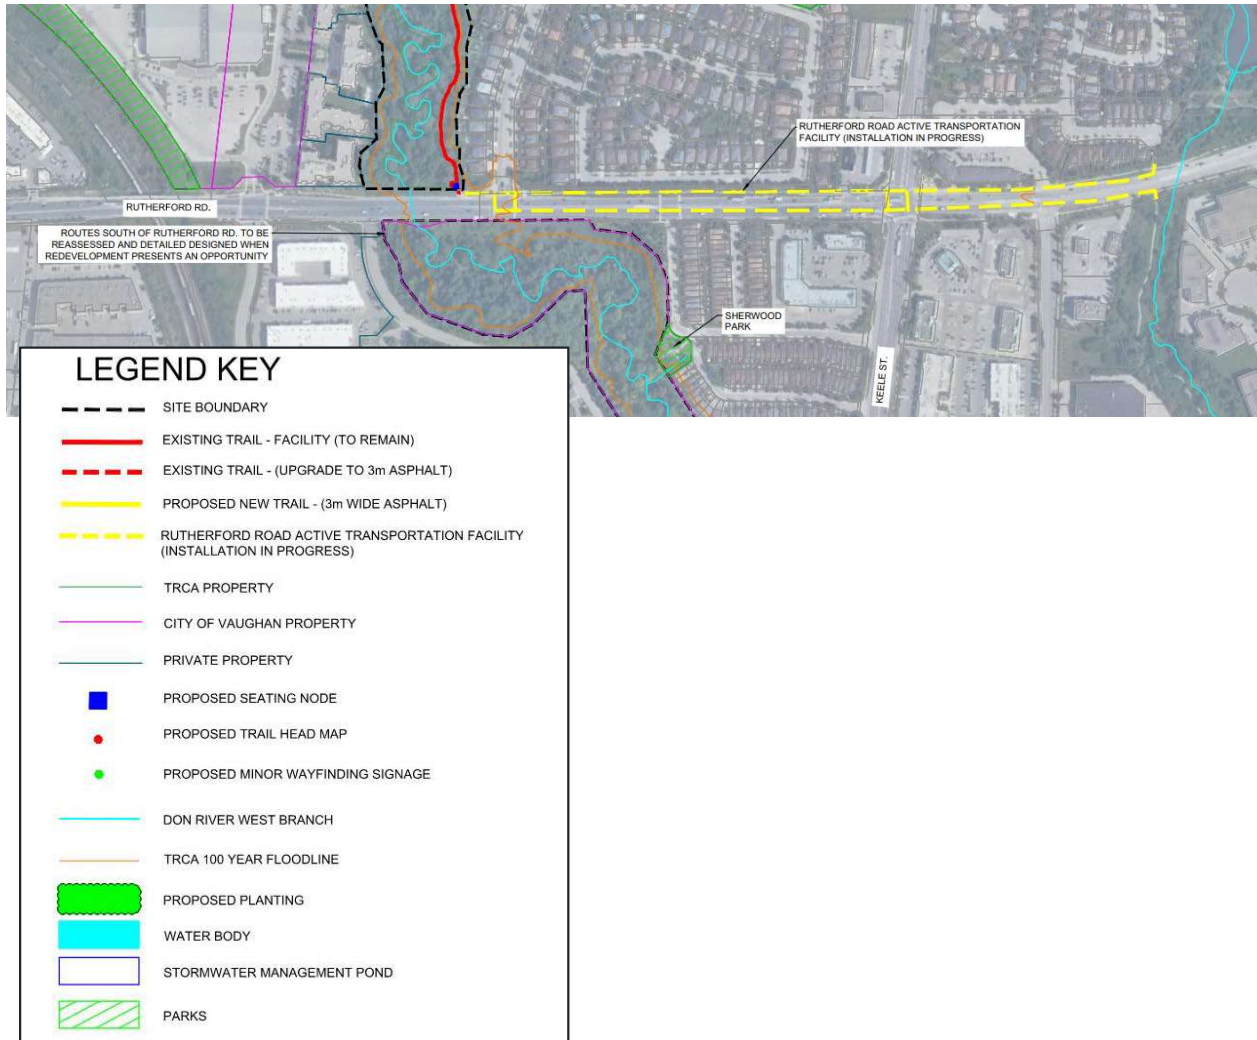 RUTHERFORD ROAD ACTIVE TRANSPORTATION
FACILITY (INSTALLATION IN PROGRESS)
RUTHERFORD RD.
ROUTES SOUTH OF RUTHERFORD RD. TO BE
REASSESSED AND DETAILED DESIGNED WHEN
REDEVELOPMENT PRESENTS AN OPPORTUNITY
SHERWOOD
PARK
KEELE ST.
LEGEND KEY
SITE BOUNDARY
EXISTING TRAIL - FACILITY (TO REMAIN)
EXISTING TRAIL - (UPGRADE TO 3m ASPHALT)
PROPOSED NEW TRAIL - (3m WIDE ASPHALT)
RUTHERFORD ROAD ACTIVE TRANSPORTATION FACILITY
(INSTALLATION IN PROGRESS)
TRCA PROPERTY
CITY OF VAUGHAN PROPERTY
PRIVATE PROPERTY
PROPOSED SEATING NODE
PROPOSED TRAIL HEAD MAP
PROPOSED MINOR WAYFINDING SIGNAGE
DON RIVER WEST BRANCH
TRCA 100 YEAR FLOODLINE
PROPOSED PLANTING
WATER BODY
STORMWATER MANAGEMENT POND
PARKS